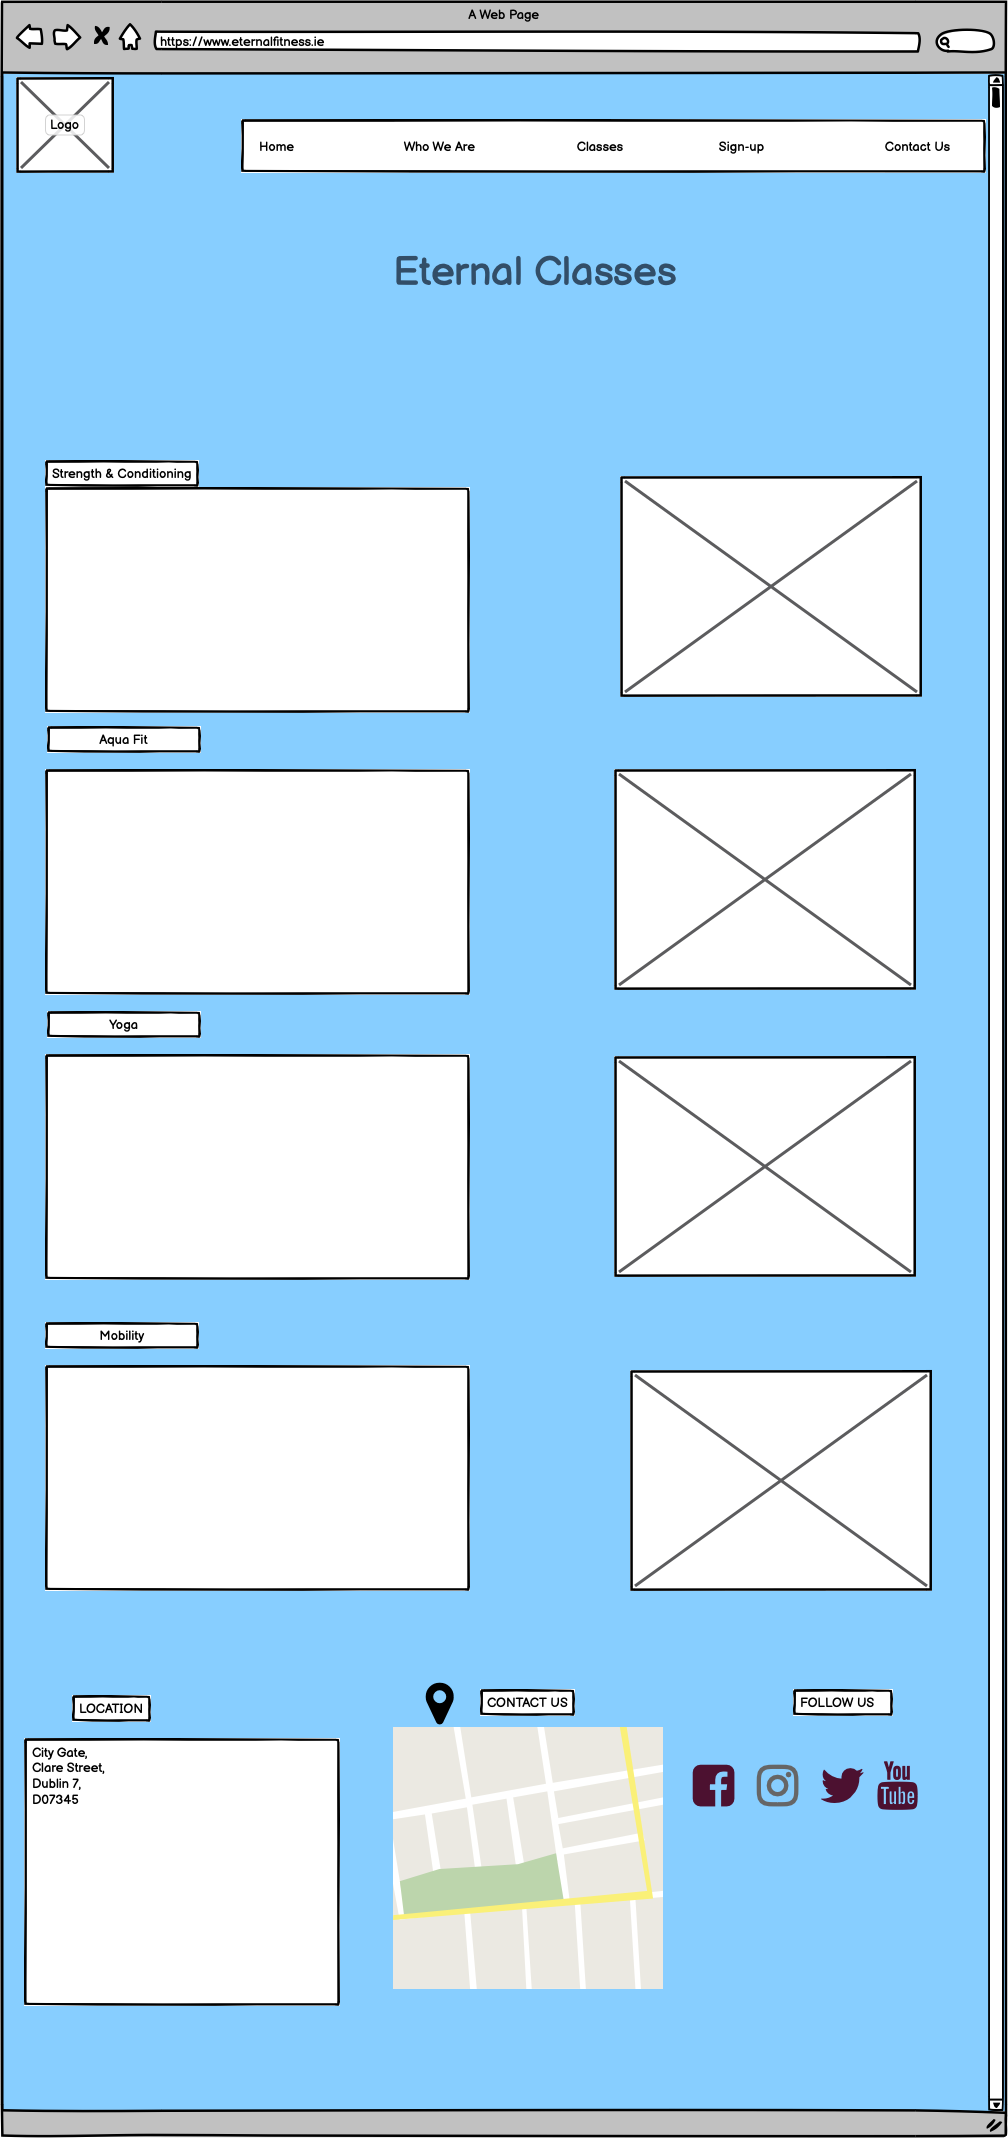 A Web Page
https://www.eternalfitness.ie
Logo
Home
Who We Are
Classes
Sign-up
Contact Us
Eternal Classes
Strength & Conditioning
Aqua Fit
Yoga
Mobility
LOCATION
CONTACT US
FOLLOW US
City Gate,
Clare Street,
Dublin 7,
D07345
You
Tube